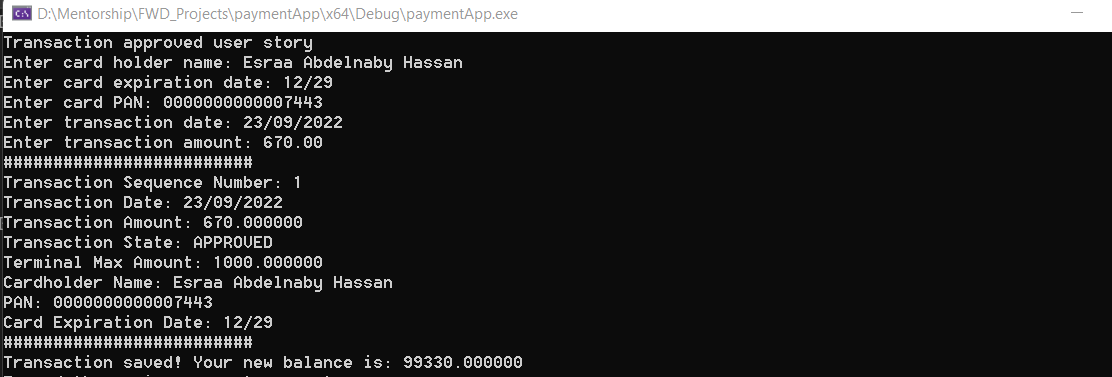 D:\Mentorship\FWD_Projects\paymentApp\x64\Debug\paymentApp.exe
Transaction approved user story
Enter card holder name: Esraa Abdelnaby Hassan
Enter card expiration date: 12/29
Enter card PAN: 0000000000007443
Enter transaction date: 23/09/2022
Enter transaction amount: 670.00
#########################
Transaction Sequence Number: 1
Transaction Date: 23/09/2022
Transaction Amount: 670.000000
Transaction State: APPROVED
Terminal Max Amount: 1000.000000
Cardholder Name: Esraa Abdelnaby Hassan
PAN: 0000000000007443
Card Expiration Date: 12/29
#########################
Transaction saved! Your new balance is: 99330.000000